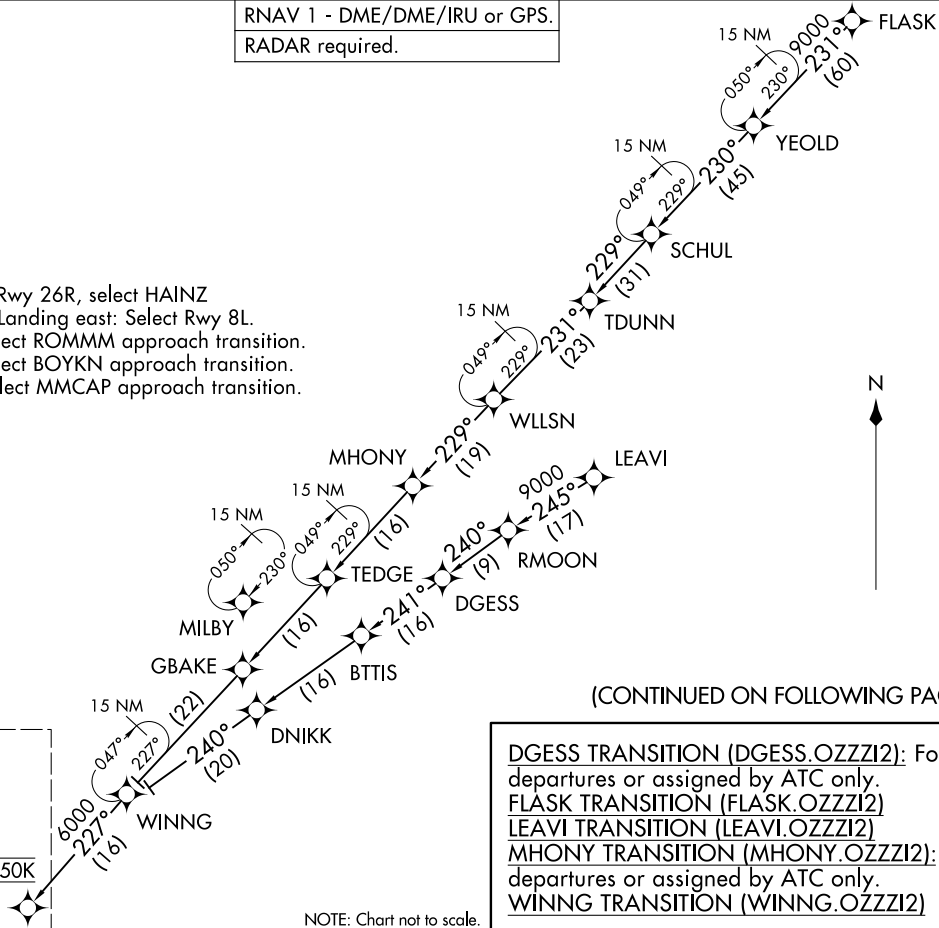 RNAV 1 - DME/DME/IRU or GPS.
RADAR required.
FLASK
15 NM
9000
231°
(60)
050°
230°
YEOLD
15 NM
230°
(45)
049°
229°
SCHUL
229°
(31)
TDUNN
Rwy 26R, select HAINZ
Landing east: Select Rwy 8L.
ect ROMMM approach transition.
ect BOYKN approach transition.
lect MMCAP approach transition.
15 NM
231°
(23)
049°
229°
WLLSN
N
229°
(19)
MHONY
LEAVI
9000
245°
(17)
15 NM
049°
229°
(16)
15 NM
050°
230°
240°
(9)
RMOON
TEDGE
DGESS
MILBY
(16)
241°
(16)
BTTIS
GBAKE
(16)
(22)
DNIKK
15 NM
047°
227°
240°
(20)
WINNG
6000
227°
(16)
50K
(CONTINUED ON FOLLOWING PAG
DGESS TRANSITION (DGESS.OZZZI2): Fo
departures or assigned by ATC only.
FLASK TRANSITION (FLASK.OZZZI2)
LEAVI TRANSITION (LEAVI.OZZZI2)
MHONY TRANSITION (MHONY.OZZZI2):
departures or assigned by ATC only.
WINNG TRANSITION (WINNG.OZZZI2)
NOTE: Chart not to scale.